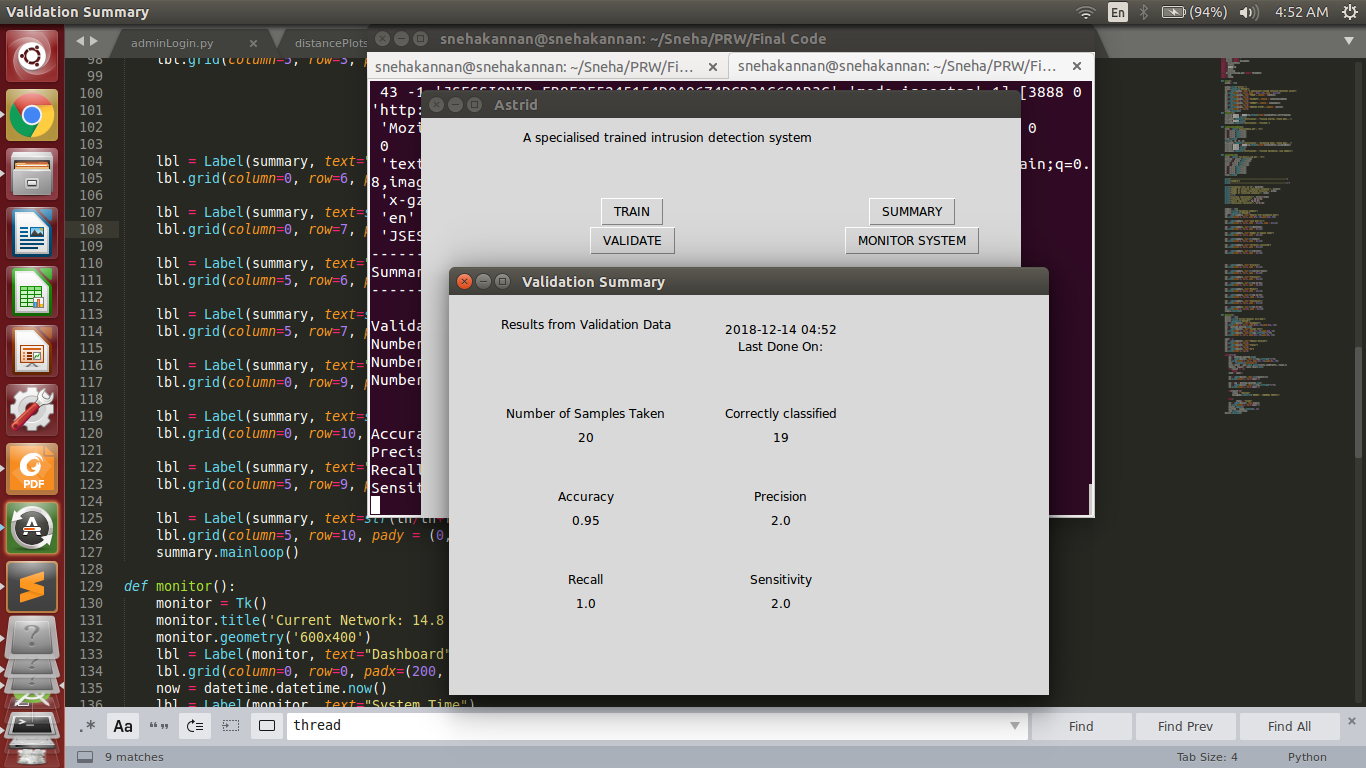 Validation Summary
En
(94%)
4:52 AM
adminLogin.py
distancePlots
snehakannan@snehakannan: ~/Sneha/PRW/Final Code
snehakannan@snehakannan: ~/Sneha/PRW/Fi...
snehakannan@snehakannan: ~/Sneha/PRW/Fi...
98 lbl.grid(column=5, row=3, p
99
100
101
102
103
104 lbl = Label(summary, text="
105 lbl.grid(column=0, row=6, p
106
107 lbl = Label(summary, text=s
108 lbl.grid(column=0, row=7, p
109
110 lbl = Label(summary, text="
111 lbl.grid(column=5, row=6, p
112
113 lbl = Label(summary, text=s
114 lbl.grid(column=5, row=7, p
115
116 lbl = Label(summary, text="
117 lbl.grid(column=0, row=9, p
118
119 lbl = Label(summary, text=s
120 lbl.grid(column=0, row=10,
121
122 lbl = Label(summary, text="
123 lbl.grid(column=5, row=9, p
124
125 lbl = Label(summary, text=str(tn/tn+
126 lbl.grid(column=5, row=10, pady = (0,
127 summary.mainloop()
128
129 def monitor():
130 monitor = Tk()
131 monitor.title('Current Network: 14.8
132 monitor.geometry('600x400')
133 lbl = Label(monitor, text="Dashboard"
134 lbl.grid(column=0, row=0, padx=(200,
135 now = datetime.datetime.now()
136 lbl = Label(monitor, text="System Time")
[3888 0
'http:
'Mozi
0
0
'text
ain;q=0.
8,imag
'x-gz
'en'
'JSES
Summar
Valida
Number
Number
Number
Accura
Precis
Recall
Sensit
Astrid
A specialised trained intrusion detection system
TRAIN
SUMMARY
VALIDATE
MONITOR SYSTEM
Validation Summary
Results from Validation Data
2018-12-14 04:52
Last Done On:
Number of Samples Taken
Correctly classified
20
19
Accuracy
Precision
0.95
2.0
Recall
Sensitivity
1.0
2.0
PDF
.*
Aa
thread
Find
Find Prev
Find All
9 matches
Tab Size: 4
Python